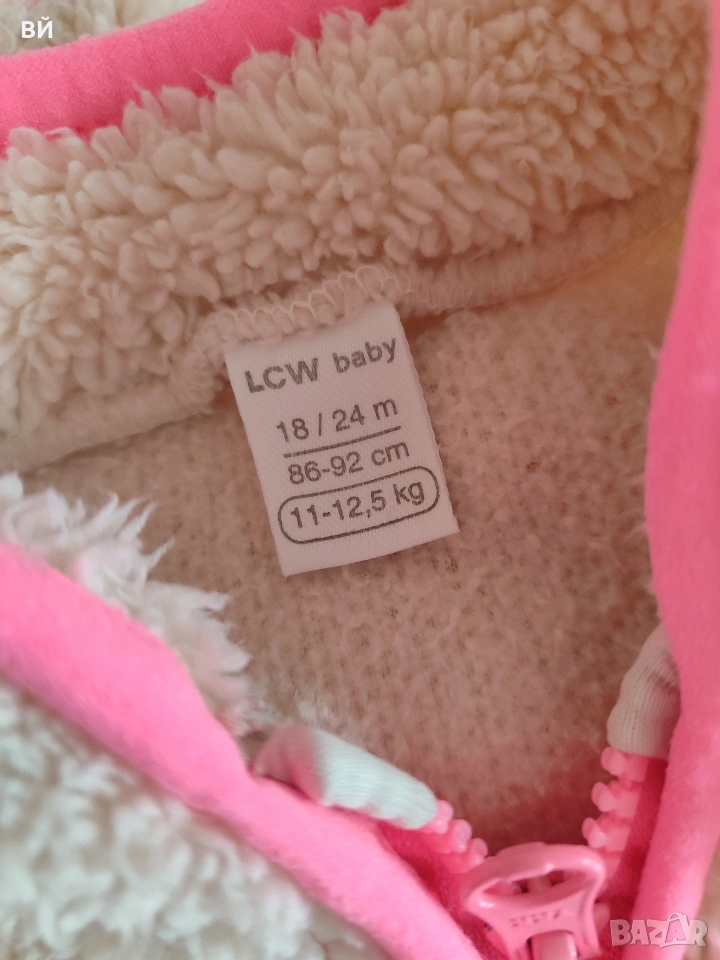 ВЙ
LCW baby
18 / 24 m
86-92 cm
11-12,5 kg
BAZAR